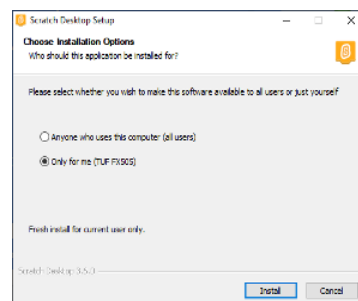 Scratch Desktop Setup
Choose Installation Options
Who should this application be installed for?
Please select whether you wish to make this software available to all users or just yourself
Anyone who uses this computer (all users)
Only for me (TUF FX505)
Fresh install for current user only.
Scratch Desktop 3.6.0
Install
Cancel